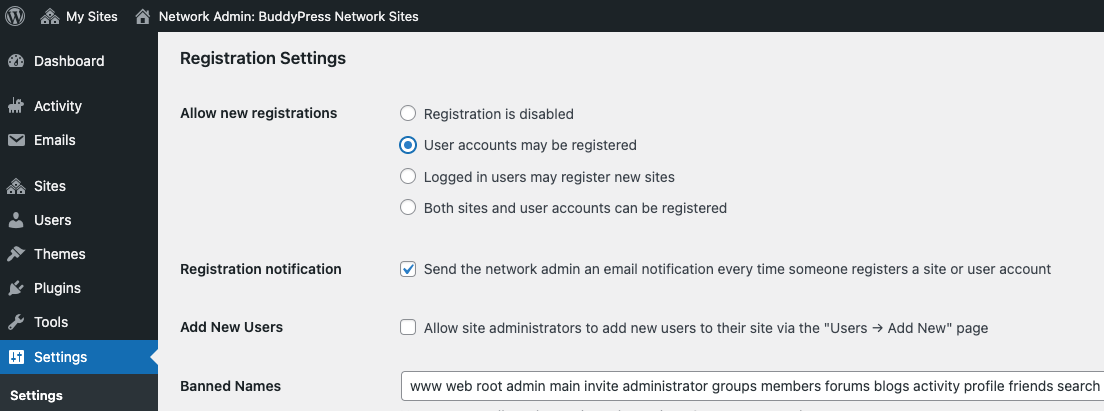 My Sites Network Admin: BuddyPress Network Sites
Dashboard
Activity
Emails
Sites
Users
Themes
Plugins
Tools
Settings
Settings
Registration Settings
Allow new registrations
Registration is disabled
User accounts may be registered
Logged in users may register new sites
Both sites and user accounts can be registered
Registration notification
Send the network admin an email notification every time someone registers a site or user account
Add New Users
Allow site administrators to add new users to their site via the "Users → Add New" page
Banned Names
www web root admin main invite administrator groups members forums blogs activity profile friends search